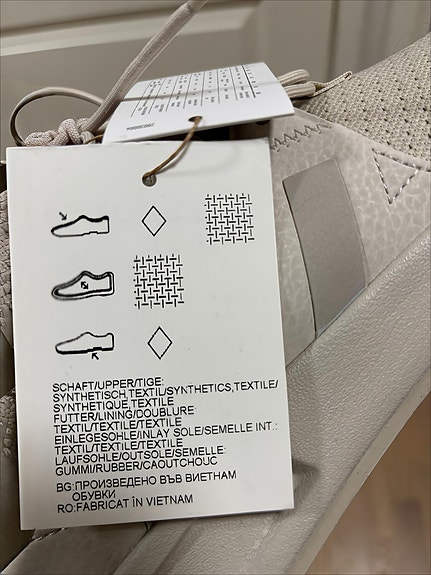 SCHAFT/UPPER/TIGE:
SYNTHETISCH,TEXTIL/SYNTHETICS,TEXTILE/
SYNTHETIQUE,TEXTILE
FUTTER/LINING/DOUBLURE
TEXTIL/TEXTILE/TEXTILE
EINLEGESOHLE/INLAY SOLE/SEMELLE INT.:
TEXTIL/TEXTILE/TEXTILE
LAUFSOHLE/OUTSOLE/SEMELLE:
GUMMI/RUBBER/CAOUTCHOUC
BG:ПРОИЗВЕДЕНО ВЪВ ВИЕТНАМ
ОБУВКИ
RO:FABRICAT ÎN VIETNAM